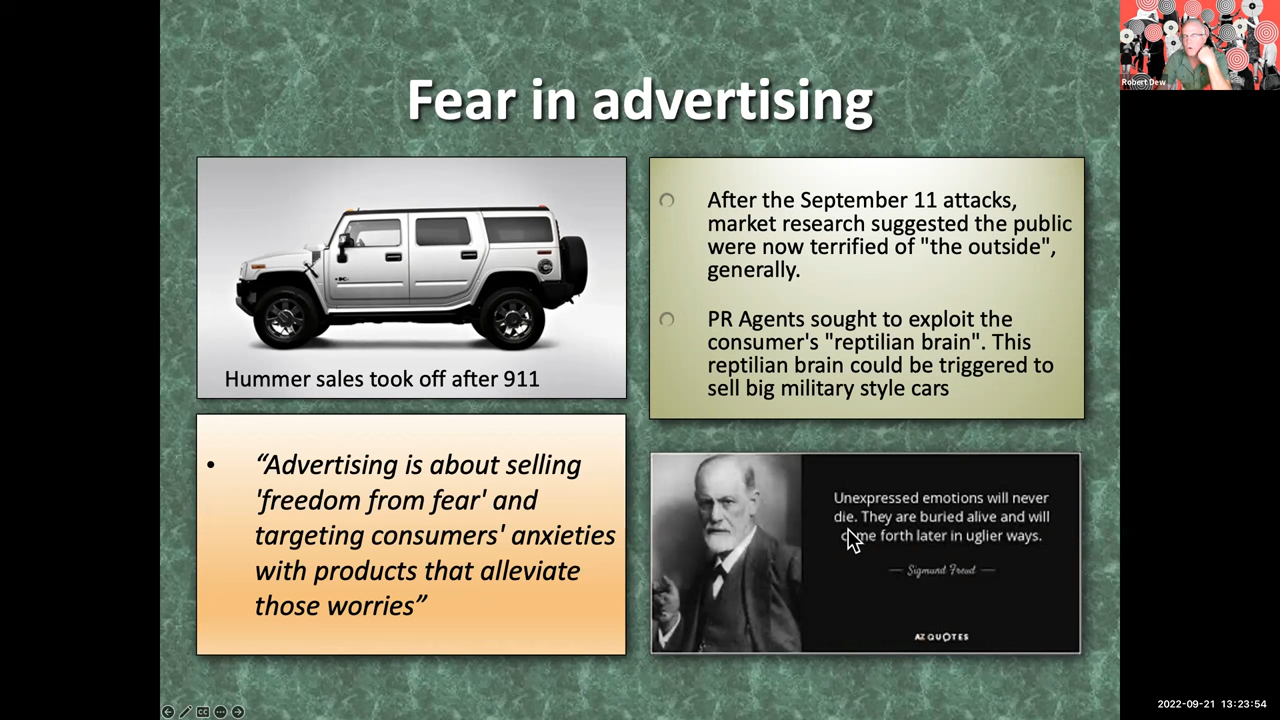 Robert Dew
Fear in advertising
Hummer sales took off after 911
After the September 11 attacks,
market research suggested the public
were now terrified of "the outside",
generally.
PR Agents sought to exploit the
consumer's "reptilian brain". This
reptilian brain could be triggered to
sell big military style cars
• “Advertising is about selling
'freedom from fear' and
targeting consumers' anxieties
with products that alleviate
those worries”
Unexpressed emotions will never
die. They are buried alive and will
come forth later in uglier ways.
— Sigmund Freud —
AZ QUOTES
CC
2022-09-21 13:23:54